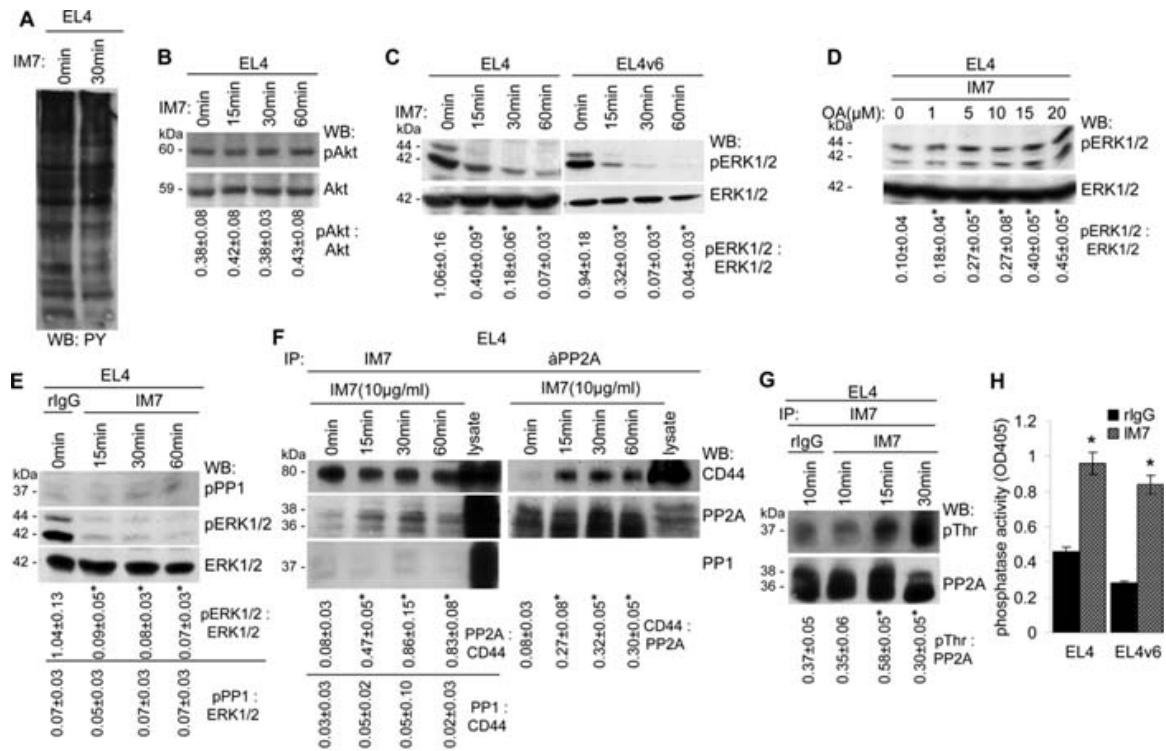 A
EL4
IM7:
0min
30min
WB: PY
B
EL4
IM7:
0min
15min
30min
60min
kDa
WB:
60 -
pAkt
59 -
Akt
0.38±0.08
0.42±0.08
0.38±0.03
0.43±0.08
pAkt :
Akt
C
EL4
EL4v6
IM7:
0min
15min
30min
60min
0min
15min
30min
60min
kDa
WB:
44 -
42 -
pERK1/2
42 -
ERK1/2
1.06±0.16
0.40±0.09*
0.18±0.06*
0.07±0.03*
0.94±0.18
0.32±0.03*
0.07±0.03*
0.04±0.03*
pERK1/2 :
ERK1/2
D
EL4
IM7
OA(µM): 0 1 5 10 15 20
kDa
WB:
44 -
42 -
pERK1/2
42 -
ERK1/2
0.10±0.04
0.18±0.04*
0.27±0.05*
0.27±0.08*
0.40±0.05*
0.45±0.05*
pERK1/2 :
ERK1/2
E
EL4
rIgG IM7
0min
15min
30min
60min
kDa
WB:
37 -
pPP1
44 -
42 -
pERK1/2
42 -
ERK1/2
1.04±0.13
0.09±0.05*
0.08±0.03*
0.07±0.03*
pERK1/2 :
ERK1/2
0.07±0.03
0.05±0.03
0.07±0.03
0.07±0.03
pPP1 :
ERK1/2
F
EL4
IP: IM7 àPP2A
IM7(10µg/ml) IM7(10µg/ml)
0min
15min
30min
60min
lysate
0min
15min
30min
60min
lysate
kDa
WB:
80 -
CD44
38 -
36 -
PP2A
37 -
PP1
0.08±0.03
0.47±0.05*
0.86±0.15*
0.83±0.08*
PP2A :
CD44
0.08±0.03
0.27±0.08*
0.32±0.05*
0.30±0.05*
CD44 :
PP2A
0.03±0.03
0.05±0.02
0.05±0.10
0.02±0.03
PP1 :
CD44
G
EL4
IP: IM7
rIgG IM7
10min
10min
15min
30min
kDa
WB:
37 -
pThr
38 -
36 -
PP2A
0.37±0.05
0.35±0.06
0.58±0.05*
0.30±0.05*
pThr :
PP2A
H
rIgG
IM7
phosphatase activity (OD405)
1.2
1
0.8
0.6
0.4
0.2
0
*
*
EL4 EL4v6